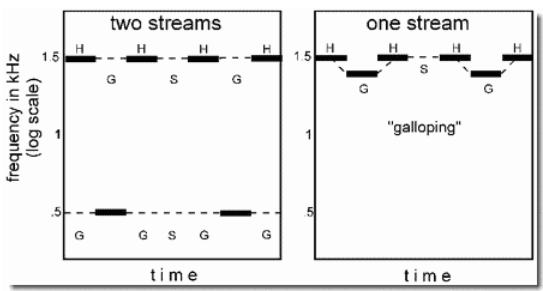 two streams
one stream
H H H H
1.5
G S G
1
.5
G G S G G
frequency in kHz
(log scale)
time
H H H H
1.5
S
G G
"galloping"
1
.5
time